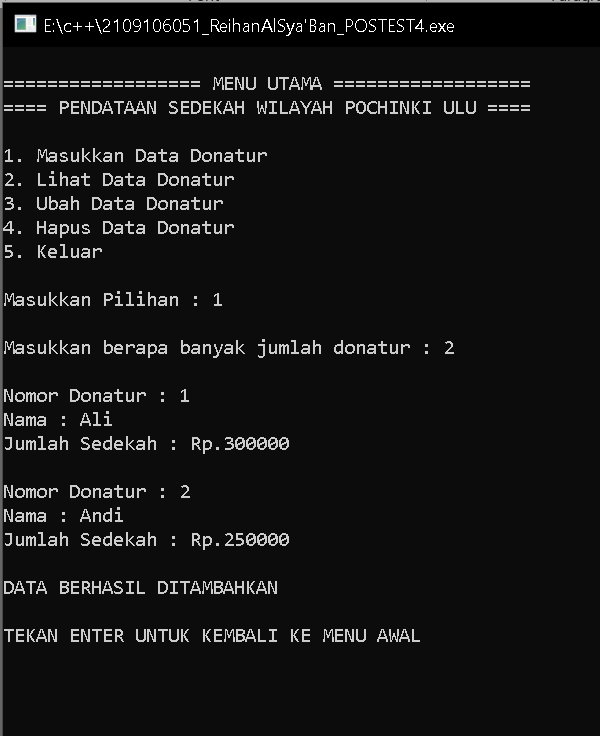 E:\c++\2109106051_ReihanAlSya'Ban_POSTEST4.exe
================== MENU UTAMA ==================
==== PENDATAAN SEDEKAH WILAYAH POCHINKI ULU ====
1. Masukkan Data Donatur
2. Lihat Data Donatur
3. Ubah Data Donatur
4. Hapus Data Donatur
5. Keluar
Masukkan Pilihan : 1
Masukkan berapa banyak jumlah donatur : 2
Nomor Donatur : 1
Nama : Ali
Jumlah Sedekah : Rp.300000
Nomor Donatur : 2
Nama : Andi
Jumlah Sedekah : Rp.250000
DATA BERHASIL DITAMBAHKAN
TEKAN ENTER UNTUK KEMBALI KE MENU AWAL